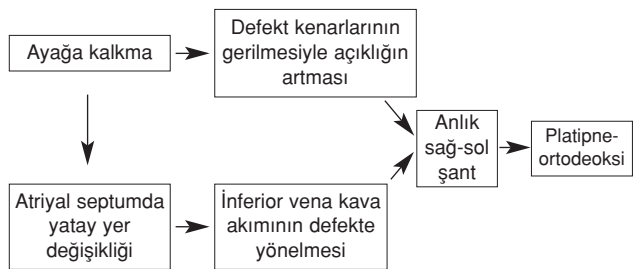 Ayağa kalkma
Defekt kenarlarının
gerilmesiyle açıklığın
artması
Atriyal septumda
yatay yer
değişikliği
İnferior vena kava
akımının defekte
yönelmesi
Anlık
sağ-sol
şant
Platipne-
ortodeoksi